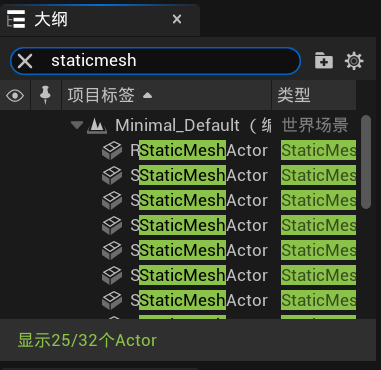 大纲
staticmesh
项目标签 类型
Minimal_Default（编 世界场景
RStaticMeshActor StaticMes
SStaticMeshActor StaticMes
SStaticMeshActor StaticMes
SStaticMeshActor StaticMes
SStaticMeshActor StaticMes
SStaticMeshActor StaticMes
SStaticMeshActor StaticMes
显示25/32个Actor